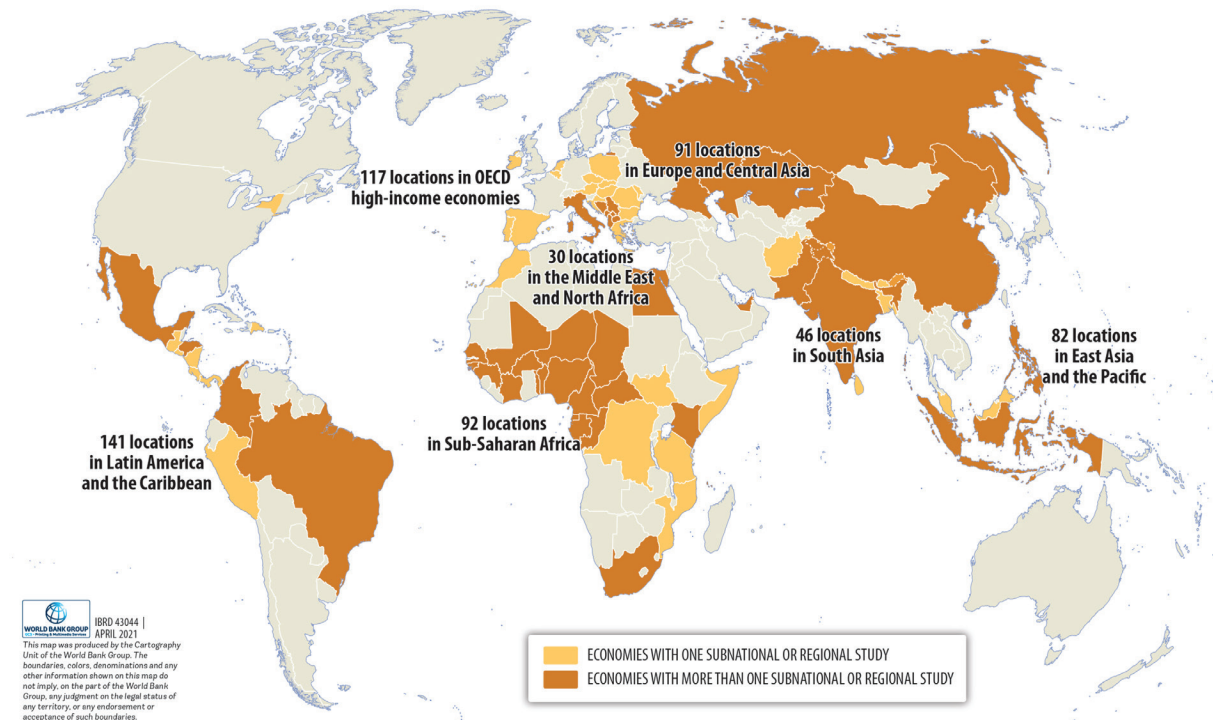 91 locations
in Europe and Central Asia
117 locations in OECD
high-income economies
30 locations
in the Middle East
and North Africa
46 locations
in South Asia
82 locations
in East Asia
and the Pacific
92 locations
in Sub-Saharan Africa
141 locations
in Latin America
and the Caribbean
WORLD BANK GROUP
IBRD 43044 |
APRIL 2021
This map was produced by the Cartography
Unit of the World Bank Group. The
boundaries, colors, denominations and any
other information shown on this map do
not imply, on the part of the World Bank
Group, any judgment on the legal status of
any territory, or any endorsement or
acceptance of such boundaries.
ECONOMIES WITH ONE SUBNATIONAL OR REGIONAL STUDY
ECONOMIES WITH MORE THAN ONE SUBNATIONAL OR REGIONAL STUDY